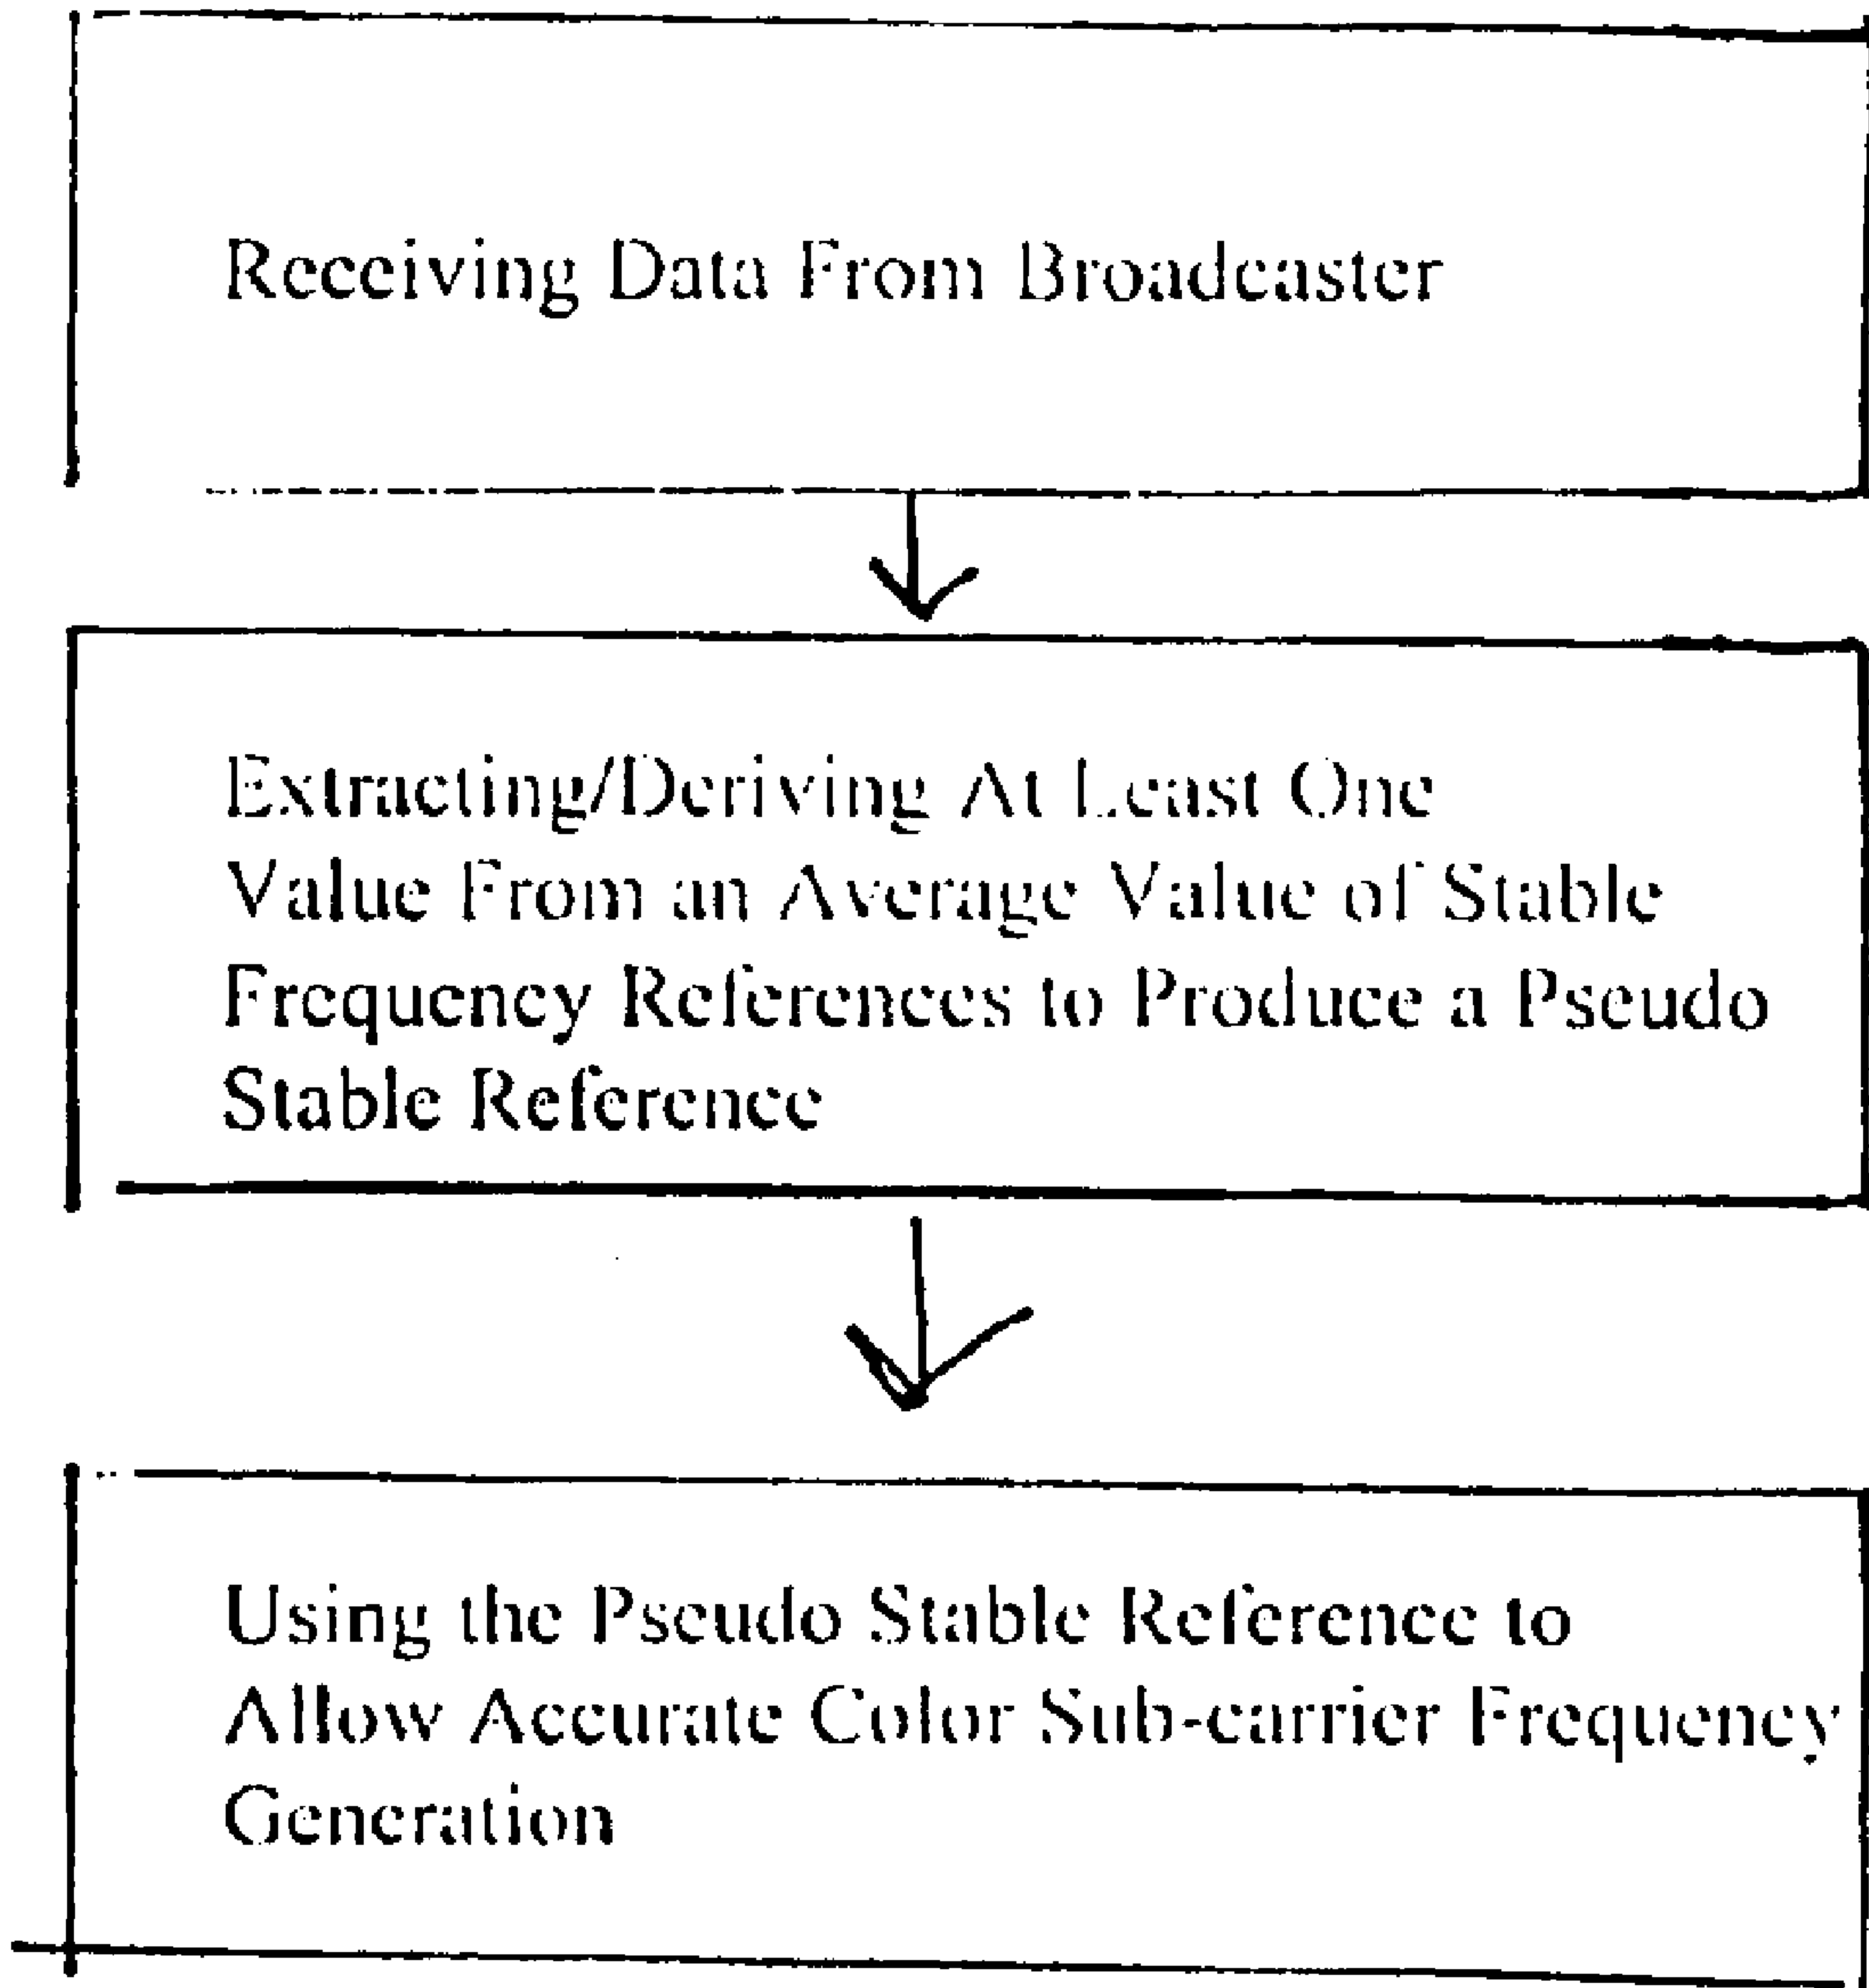 Receiving Data From Broadcaster
Extracting/Deriving At Least One
Value From an Average Value of Stable
Frequency References to Produce a Pseudo
Stable Reference
Using the Pseudo Stable Reference to
Allow Accurate Color Sub-carrier Frequency
Generation